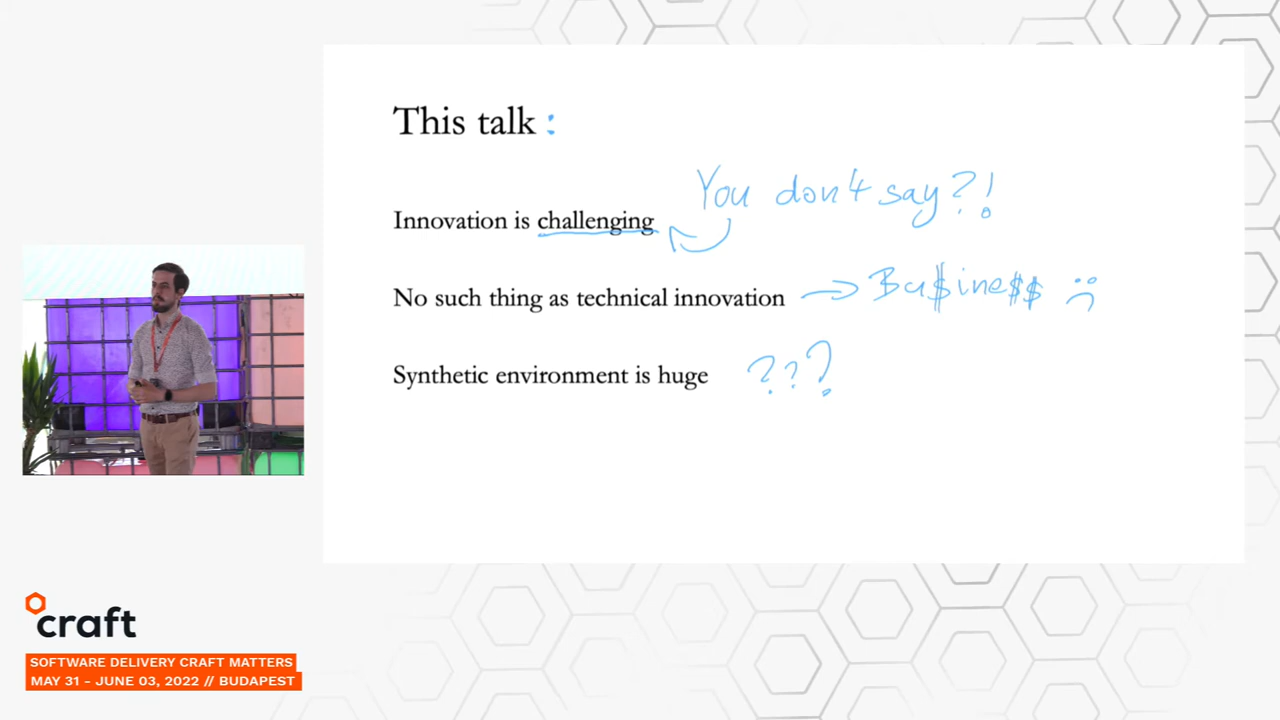 This talk :
You don't say?!
Innovation is challenging
No such thing as technical innovation → Bu$ine$$ :(
Synthetic environment is huge ???
craft
SOFTWARE DELIVERY CRAFT MATTERS
MAY 31 - JUNE 03, 2022 // BUDAPEST